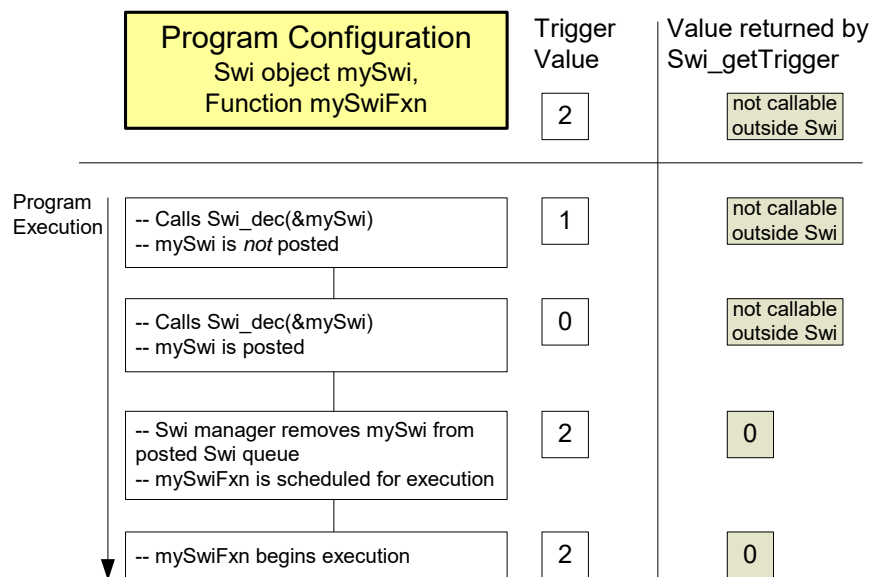 Program Configuration
Swi object mySwi,
Function mySwiFxn
Trigger
Value
Value returned by
Swi_getTrigger
2
not callable
outside Swi
Program
Execution
-- Calls Swi_dec(&mySwi)
-- mySwi is not posted
1
not callable
outside Swi
-- Calls Swi_dec(&mySwi)
-- mySwi is posted
0
not callable
outside Swi
-- Swi manager removes mySwi from
posted Swi queue
-- mySwiFxn is scheduled for execution
2
0
-- mySwiFxn begins execution
2
0